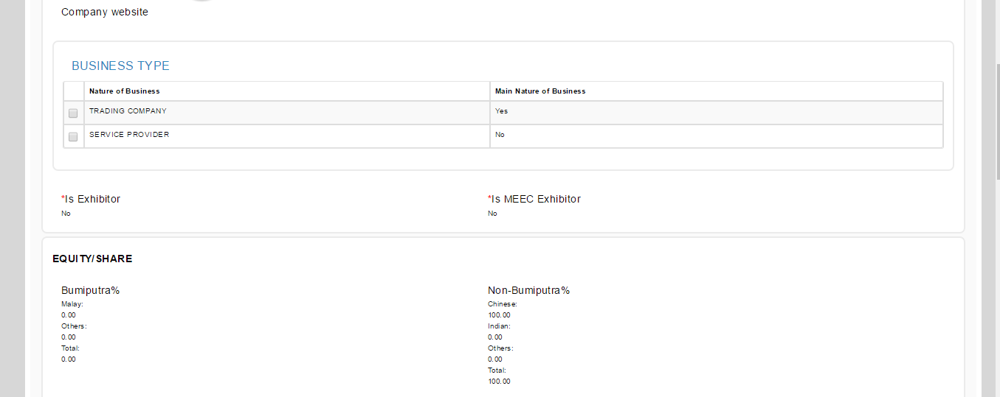 Company website
BUSINESS TYPE
Nature of Business Main Nature of Business
TRADING COMPANY Yes
SERVICE PROVIDER No
*Is Exhibitor *Is MEEC Exhibitor
No No
EQUITY/SHARE
Bumiputra% Non-Bumiputra%
Malay: Chinese:
0.00 100.00
Others: Indian:
0.00 0.00
Total: Others:
0.00 0.00
Total:
100.00